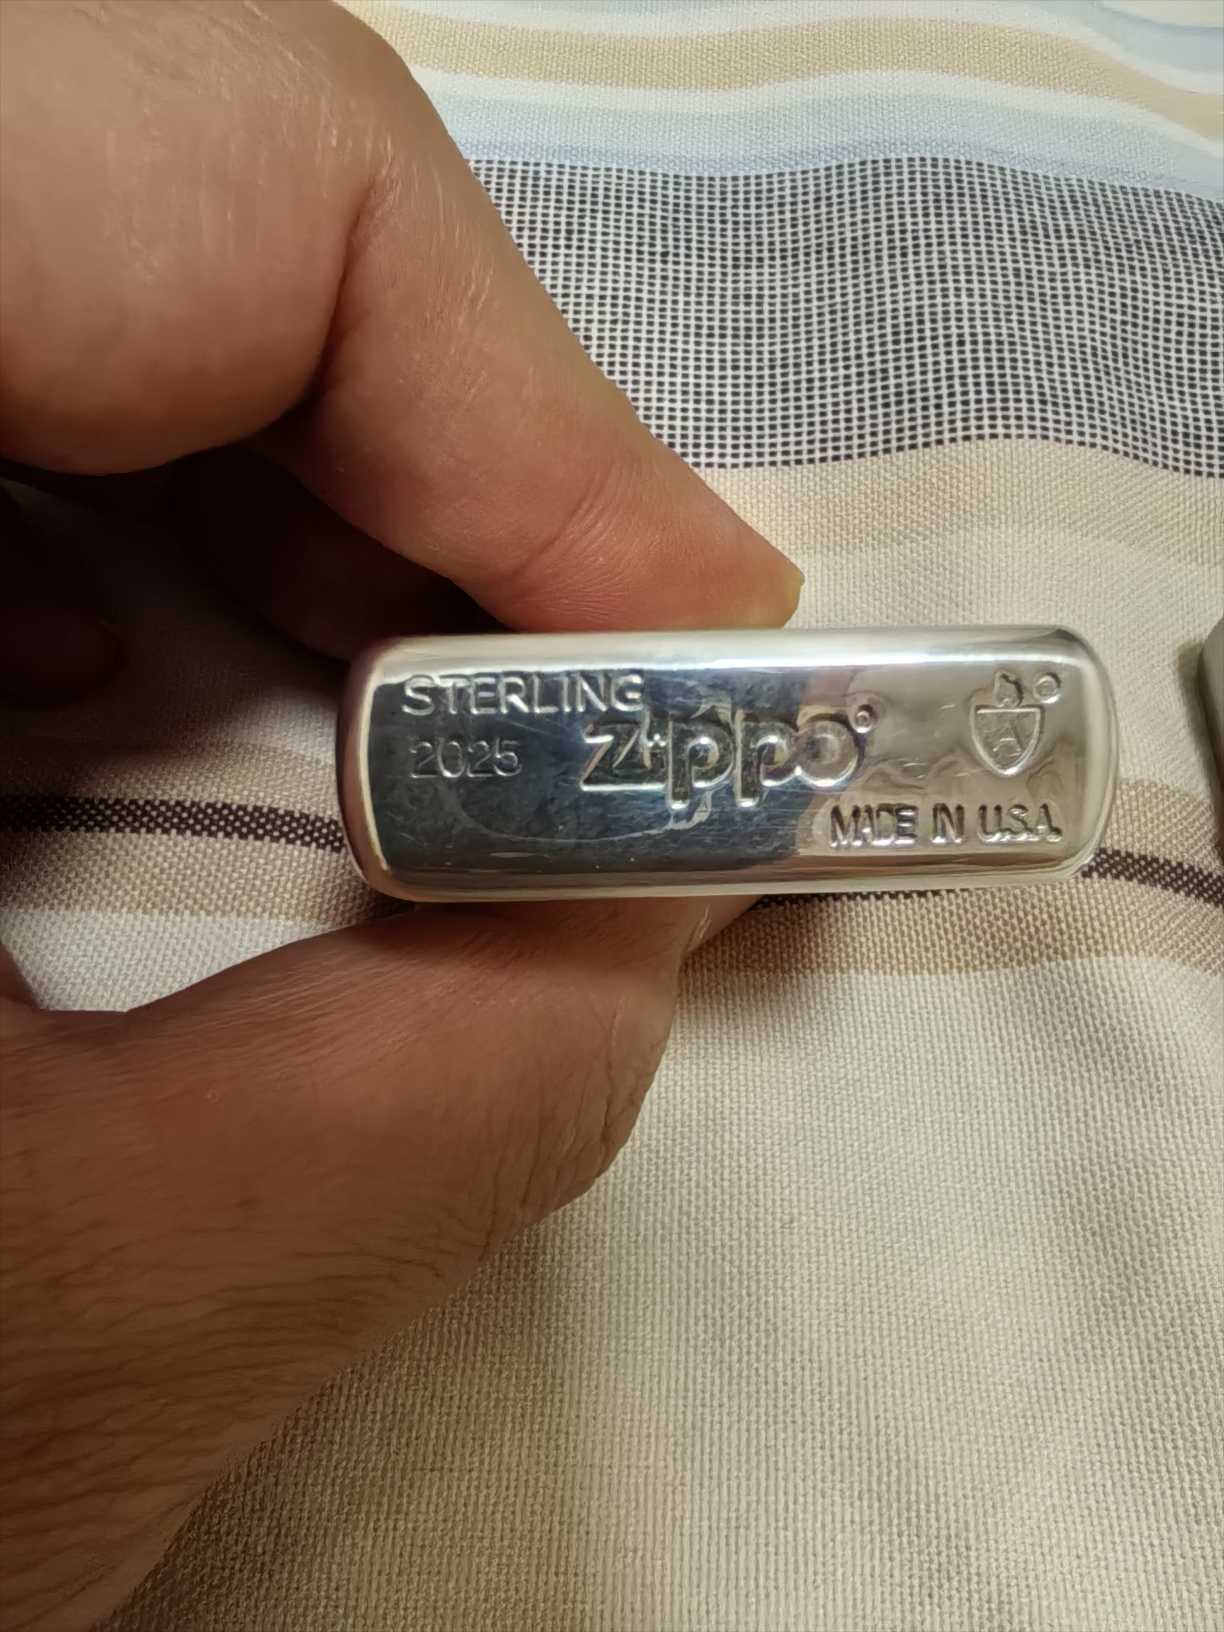 STERLING
2025
Zippo®
A
MADE IN U.S.A.